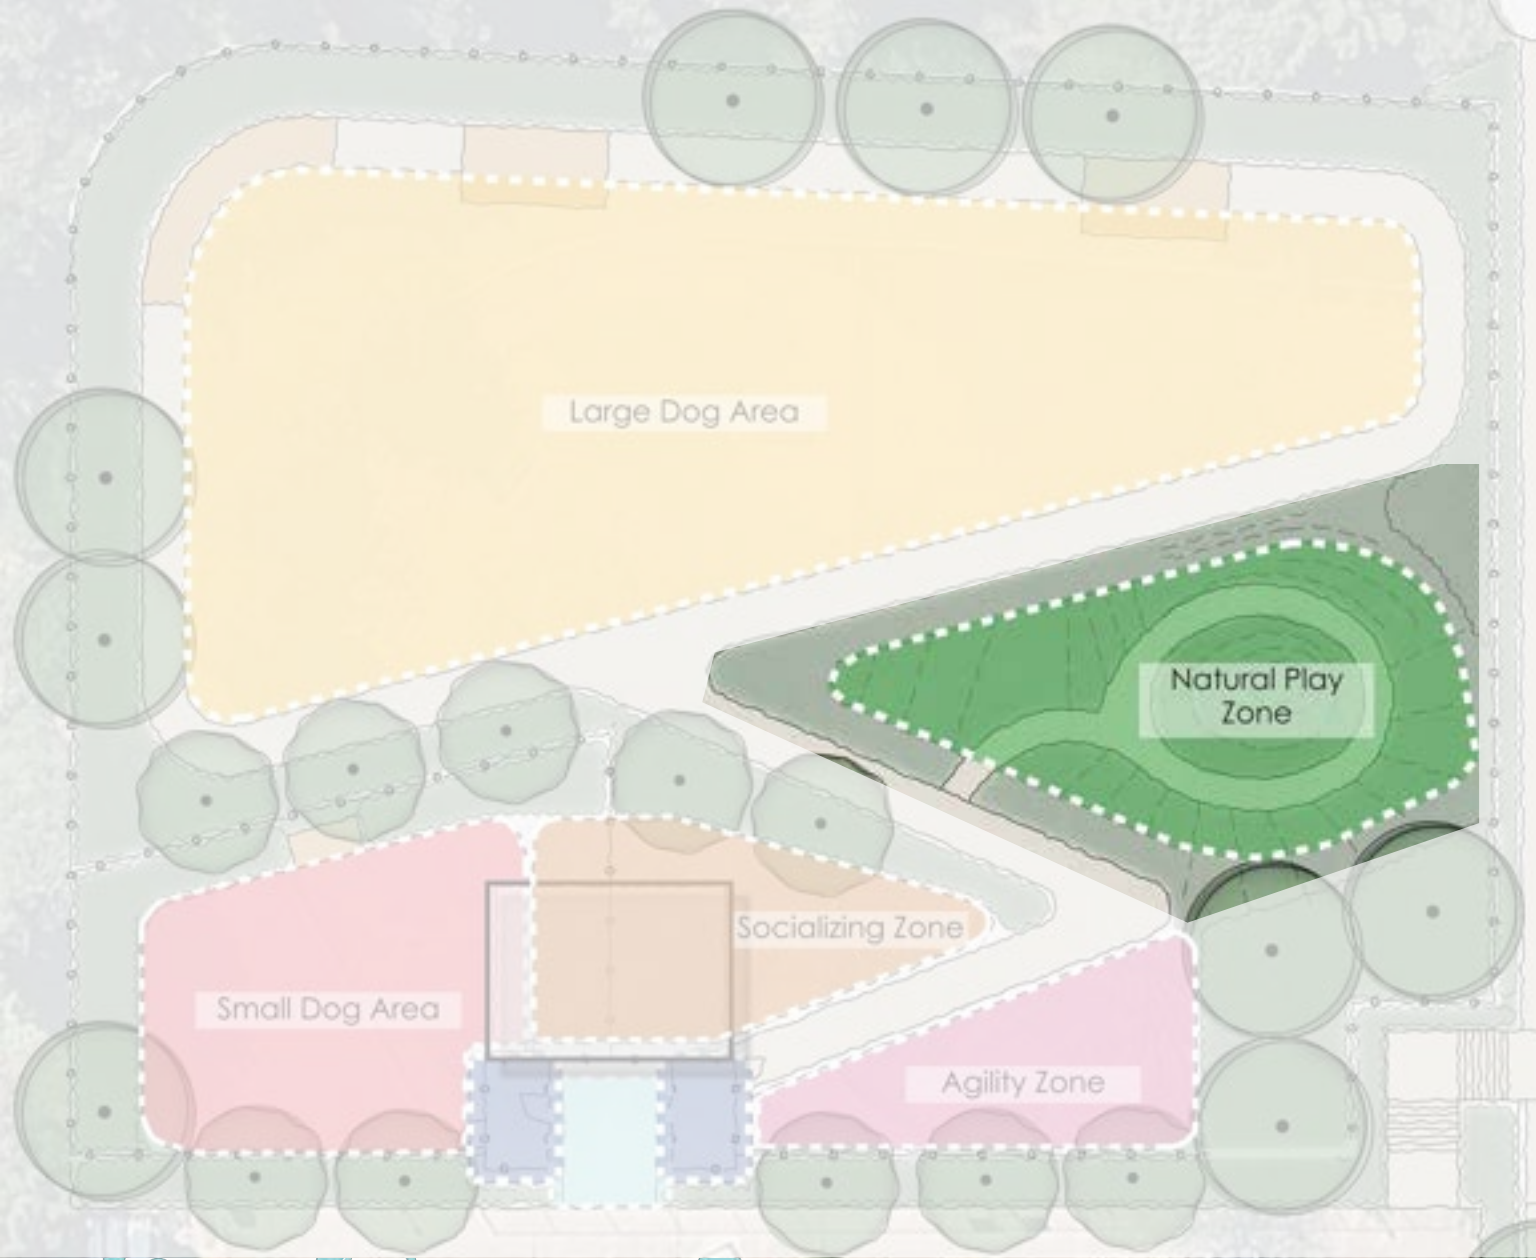 Large Dog Area
Natural Play
Zone
Socializing Zone
Small Dog Area
Agility Zone